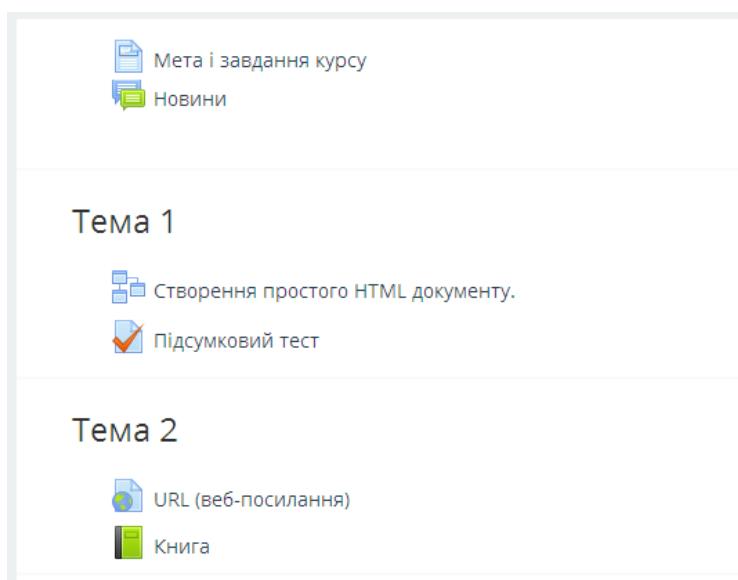 Мета і завдання курсу
Новини
Тема 1
Створення простого HTML документу.
Підсумковий тест
Тема 2
URL (веб-посилання)
Книга